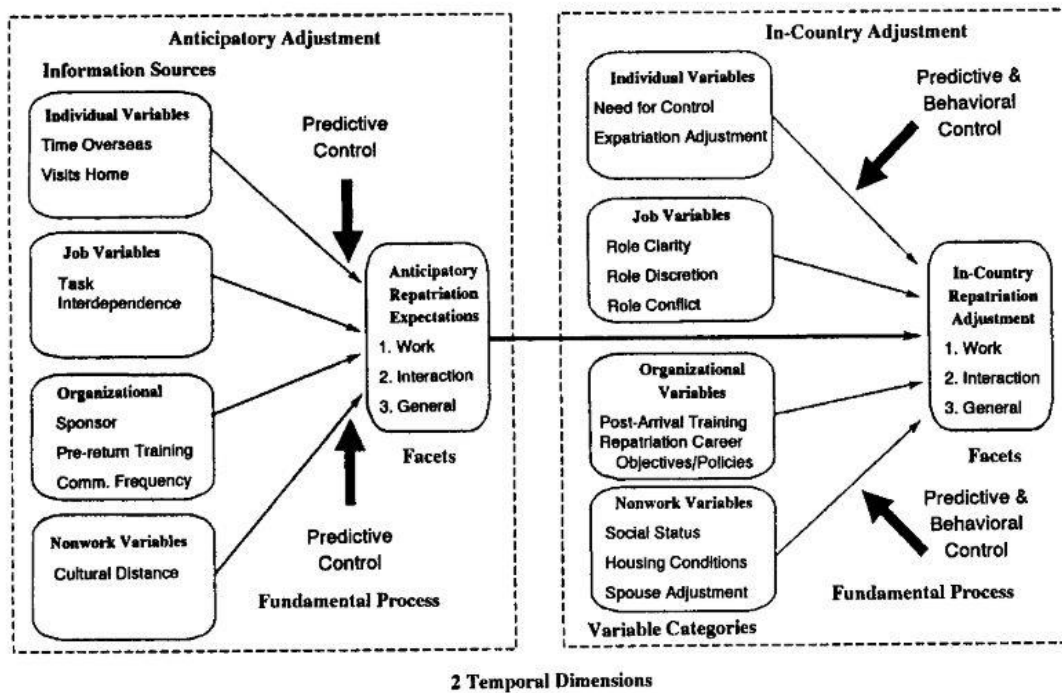 Anticipatory Adjustment
Information Sources
Individual Variables
Time Overseas
Visits Home
Job Variables
Task
Interdependence
Organizational
Sponsor
Pre-return Training
Comm. Frequency
Nonwork Variables
Cultural Distance
Predictive
Control
Anticipatory
Repatriation
Expectations
1. Work
2. Interaction
3. General
Facets
Predictive
Control
Fundamental Process
In-Country Adjustment
Individual Variables
Need for Control
Expatriation Adjustment
Job Variables
Role Clarity
Role Discretion
Role Conflict
Organizational
Variables
Post-Arrival Training
Repatriation Career
Objectives/Policies
Nonwork Variables
Social Status
Housing Conditions
Spouse Adjustment
Variable Categories
Predictive &
Behavioral
Control
In-Country
Repatriation
Adjustment
1. Work
2. Interaction
3. General
Facets
Predictive &
Behavioral
Control
Fundamental Process
2 Temporal Dimensions